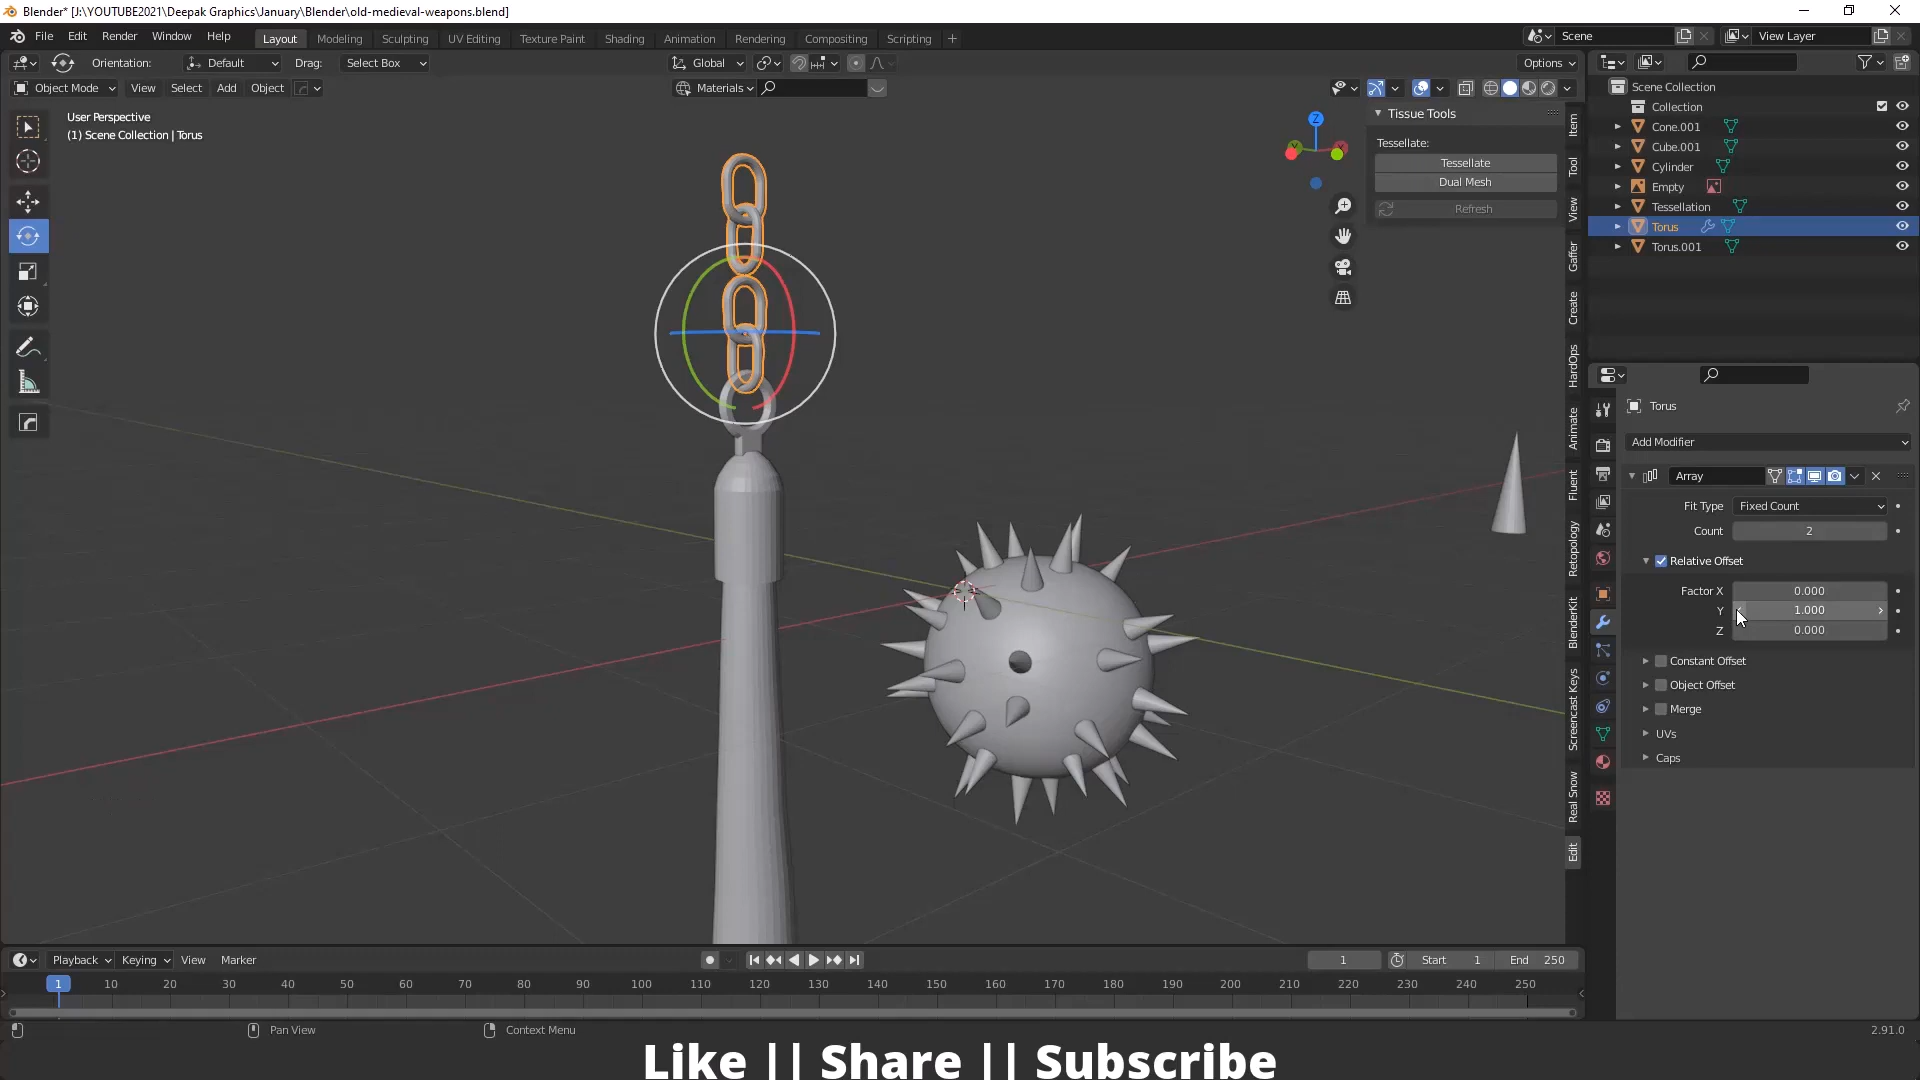 Blender* [J:\YOUTUBE2021\Deepak Graphics\January\Blender\old-medieval-weapons.blend]
File Edit Render Window Help Layout Modeling Sculpting UV Editing Texture Paint Shading Animation Rendering Compositing Scripting + Scene View Layer
Orientation: Default Drag: Select Box Global Options
Object Mode View Select Add Object Materials
User Perspective
(1) Scene Collection | Torus
Z
Y
Tissue Tools
Tessellate:
Tessellate
Dual Mesh
Refresh
Item
Tool
View
Gaffer
Create
HardOps
Animate
Fluent
Retopology
BlenderKit
Screencast Keys
Real Snow
Edit
Scene Collection
Collection
Cone.001
Cube.001
Cylinder
Empty
Tessellation
Torus
Torus.001
Torus
Add Modifier
Array
Fit Type Fixed Count
Count 2
Relative Offset
Factor X 0.000
Y 1.000
Z 0.000
Constant Offset
Object Offset
Merge
UVs
Caps
Playback Keying View Marker 1 Start 1 End 250
1 10 20 30 40 50 60 70 80 90 100 110 120 130 140 150 160 170 180 190 200 210 220 230 240 250
Pan View Context Menu 2.91.0
Like || Share || Subscribe